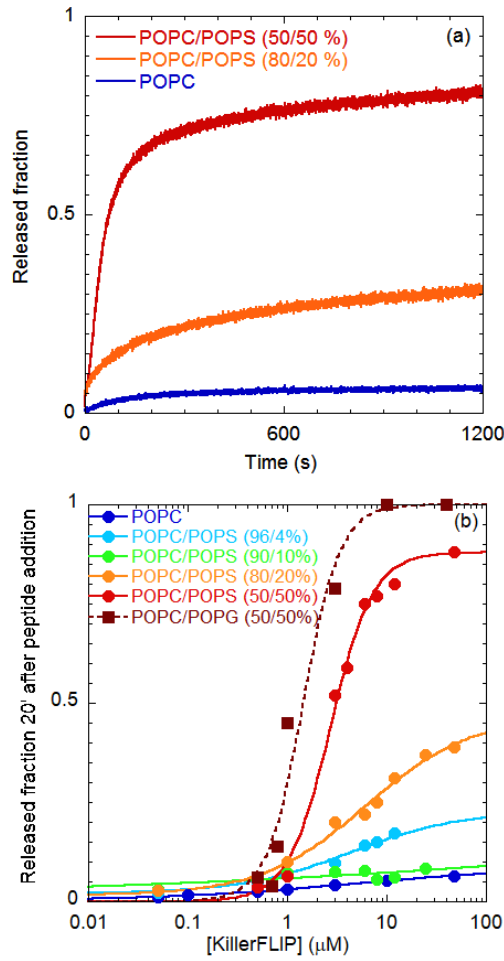 (a)
POPC/POPS (50/50 %)
POPC/POPS (80/20 %)
POPC
Released fraction
1
0.5
0
0 600 1200
Time (s)
(b)
POPC
POPC/POPS (96/4%)
POPC/POPS (90/10%)
POPC/POPS (80/20%)
POPC/POPS (50/50%)
POPC/POPG (50/50%)
Released fraction 20' after peptide addition
1
0.5
0
0.01 0.1 1 10 100
[KillerFLIP] (μM)